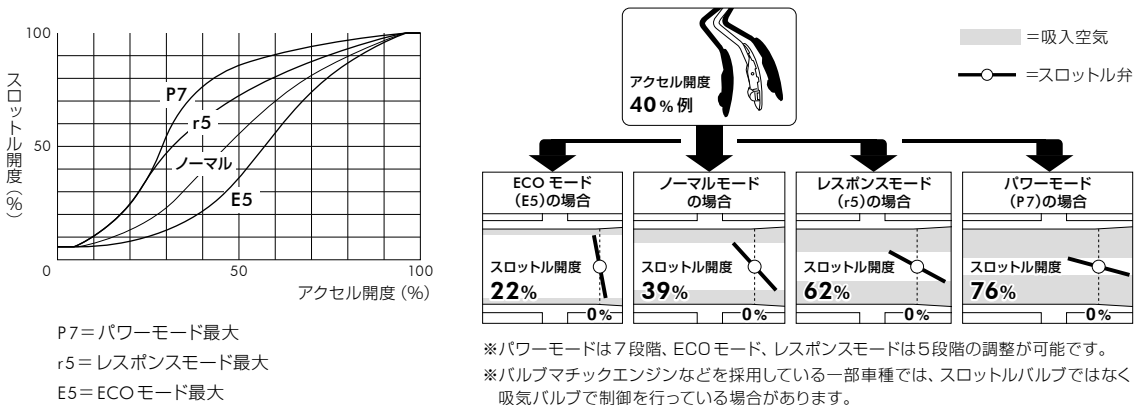 100
50
0
50
100
スロットル開度(%)
アクセル開度(%)
P7
r5
ノーマル
E5
P7=パワーモード最大
r5=レスポンスモード最大
E5=ECOモード最大
アクセル開度
40%例
=吸入空気
=スロットル弁
ECOモード
(E5)の場合
スロットル開度
22%
0%
ノーマルモード
の場合
スロットル開度
39%
0%
レスポンスモード
(r5)の場合
スロットル開度
62%
0%
パワーモード
(P7)の場合
スロットル開度
76%
0%
※パワーモードは7段階、ECOモード、レスポンスモードは5段階の調整が可能です。
※バルブマチックエンジンなどを採用している一部車種では、スロットルバルブではなく
吸気バルブで制御を行っている場合があります。